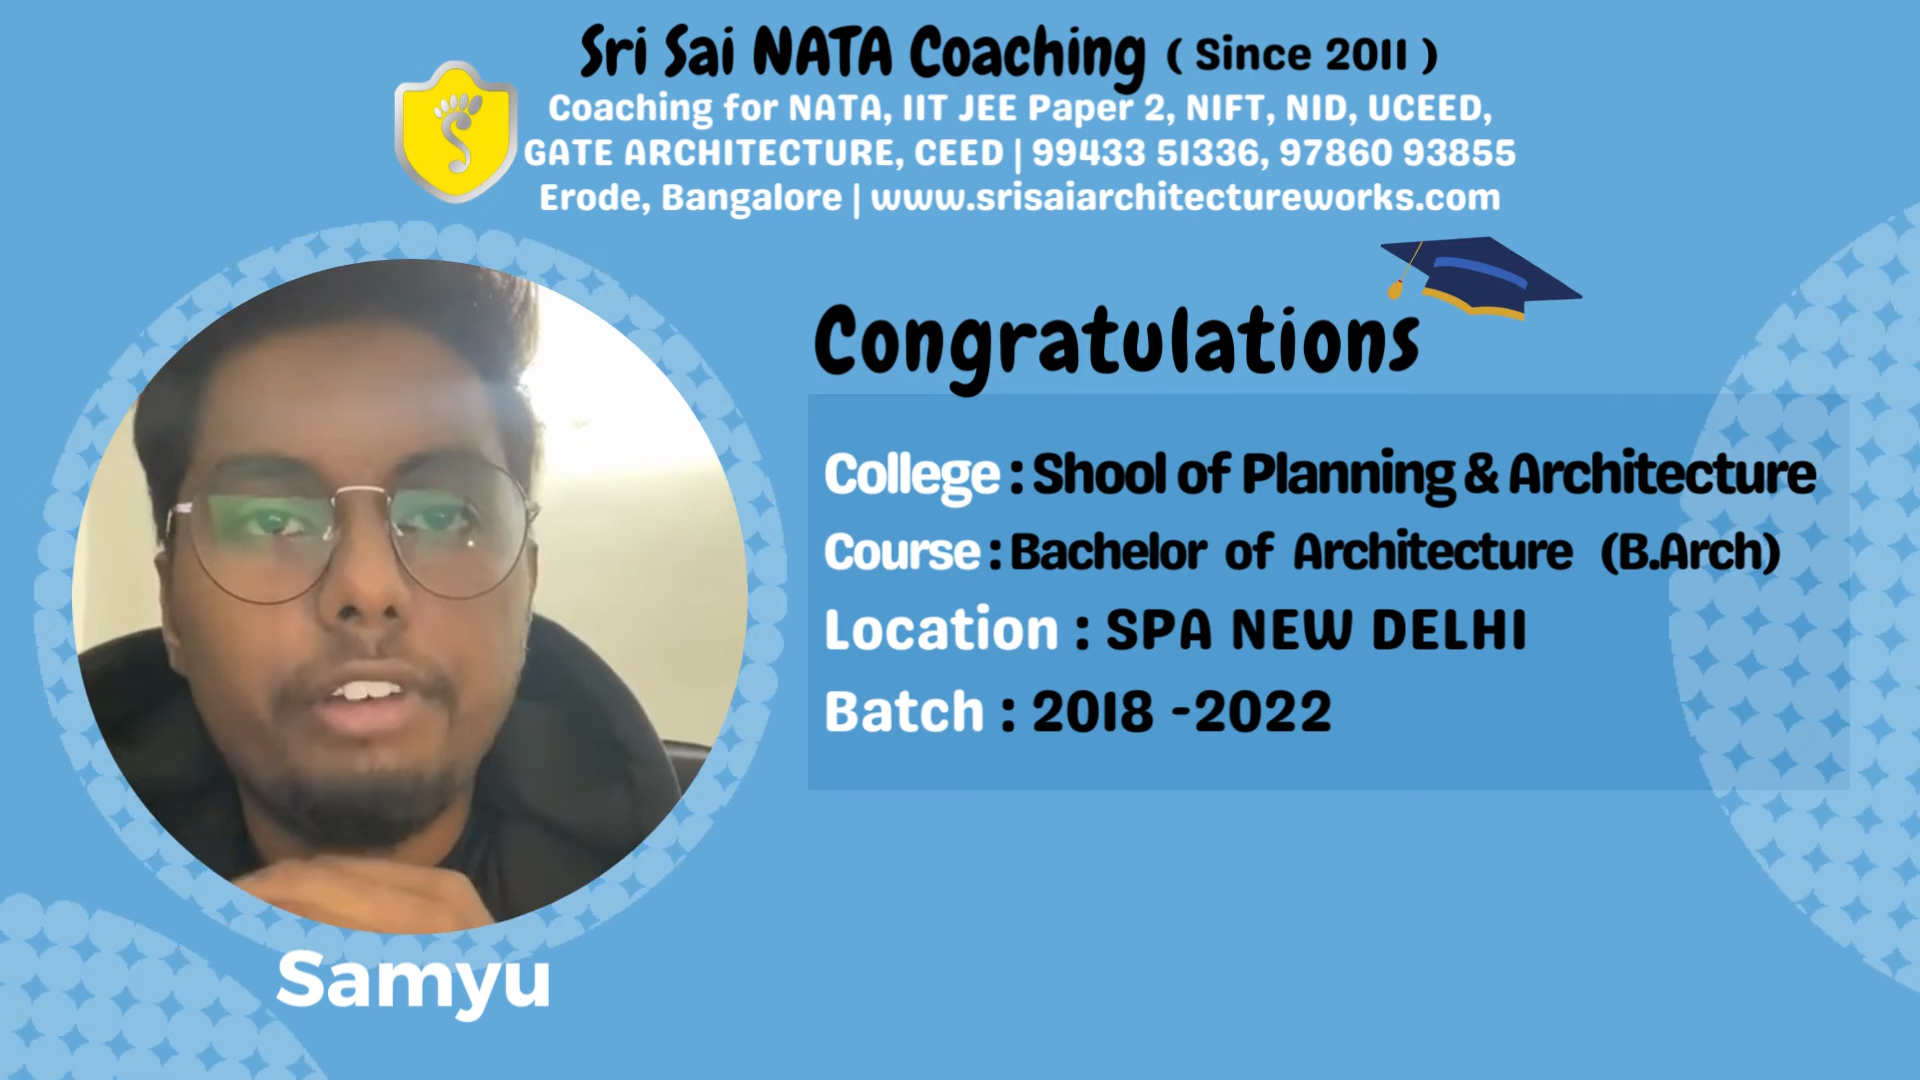 Sri Sai NATA Coaching ( Since 2011 )
Coaching for NATA, IIT JEE Paper 2, NIFT, NID, UCEED,
GATE ARCHITECTURE, CEED | 99433 51336, 97860 93855
Erode, Bangalore | www.srisaiarchitectureworks.com
Congratulations
College : Shool of Planning & Architecture
Course : Bachelor of Architecture (B.Arch)
Location : SPA NEW DELHI
Batch : 2018 -2022
Samyu